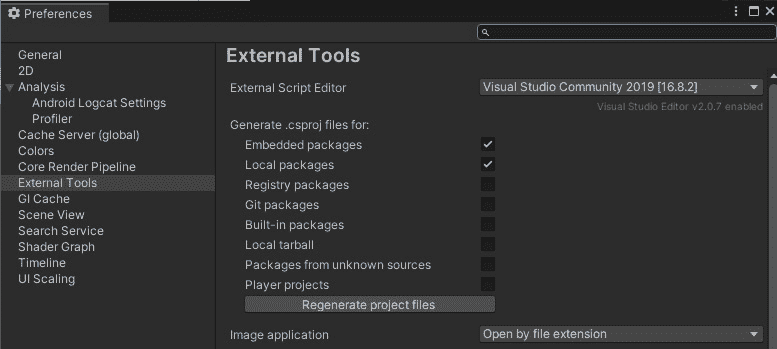 Preferences
General
2D
Analysis
Android Logcat Settings
Profiler
Cache Server (global)
Colors
Core Render Pipeline
External Tools
GI Cache
Scene View
Search Service
Shader Graph
Timeline
UI Scaling
External Tools
External Script Editor
Visual Studio Community 2019 [16.8.2]
Visual Studio Editor v2.0.7 enabled
Generate .csproj files for:
Embedded packages
Local packages
Registry packages
Git packages
Built-in packages
Local tarball
Packages from unknown sources
Player projects
Regenerate project files
Image application
Open by file extension